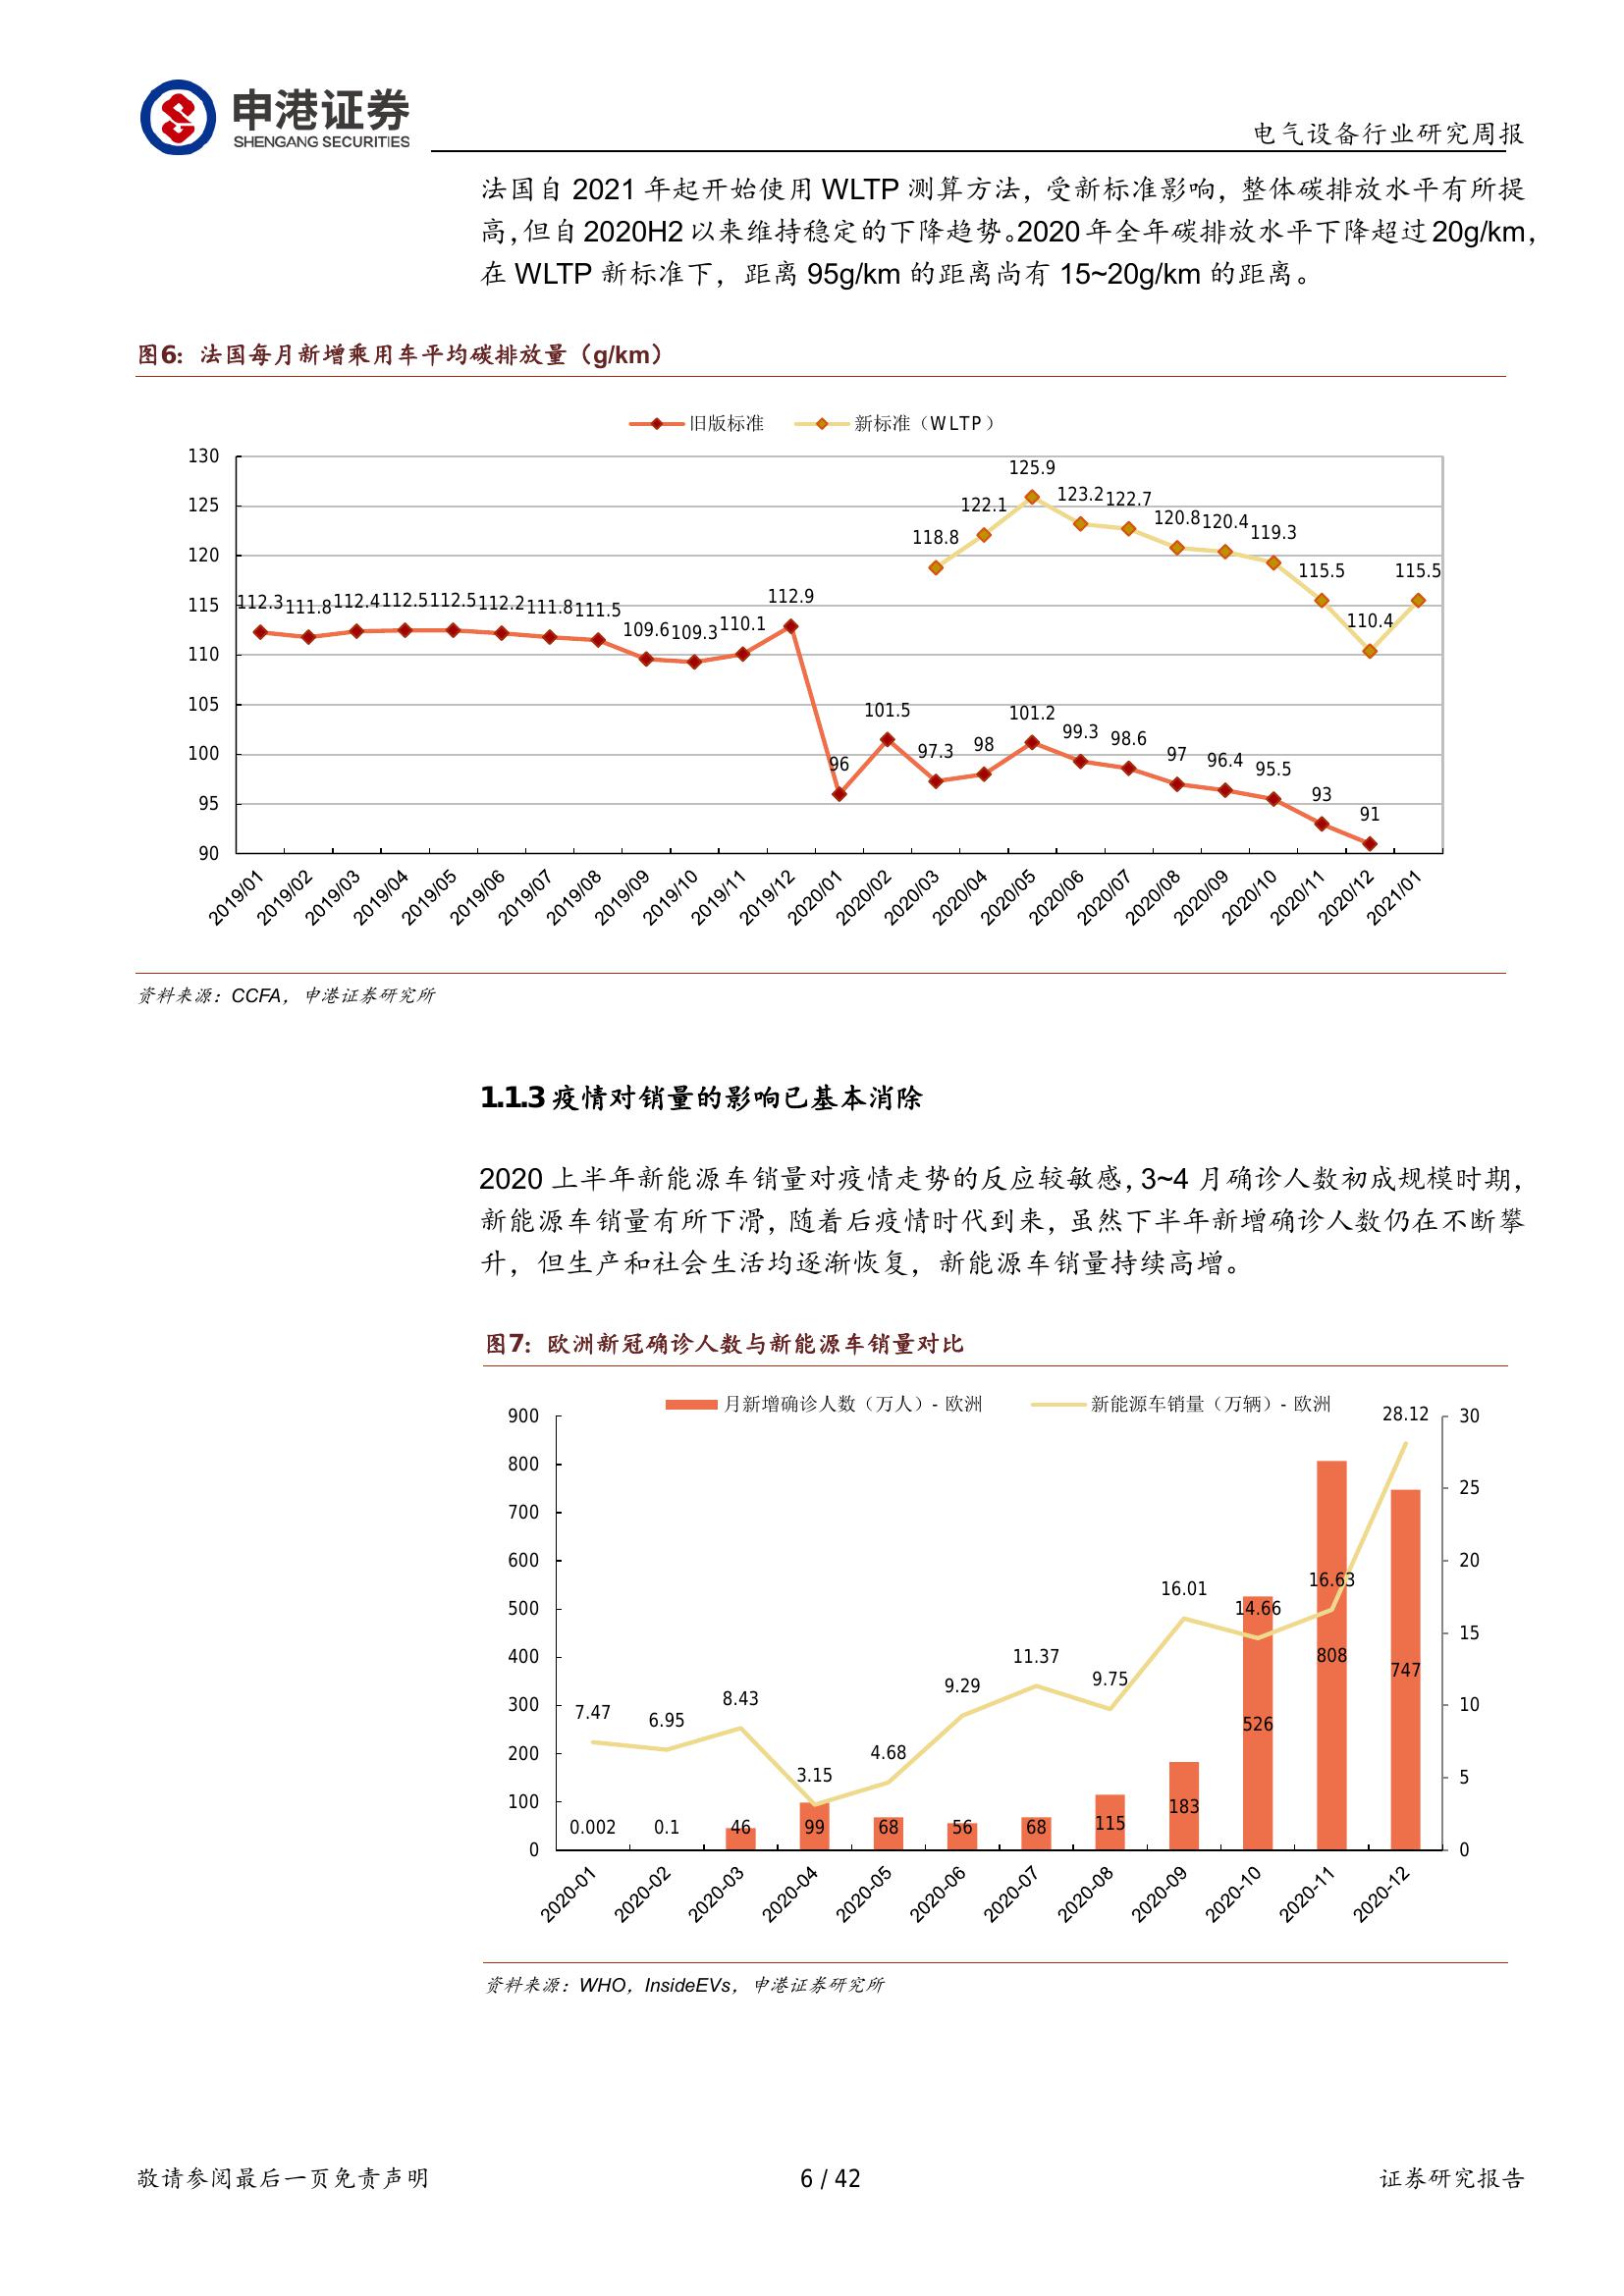 申港证券
SHENGANG SECURITIES
电气设备行业研究周报
法国自 2021 年起开始使用 WLTP 测算方法，受新标准影响，整体碳排放水平有所提
高，但自 2020H2 以来维持稳定的下降趋势。2020 年全年碳排放水平下降超过 20g/km，
在 WLTP 新标准下，距离 95g/km 的距离尚有 15~20g/km 的距离。
图6：法国每月新增乘用车平均碳排放量（g/km）
旧版标准 新标准（WLTP）
130
125
120
115
110
105
100
95
90
125.9
122.1 123.2 122.7
118.8 120.8 120.4 119.3
115.5 115.5
110.4
112.3 111.8 112.4 112.5 112.5 112.2 111.8 111.5 109.6 109.3 110.1 112.9
96 101.5 97.3 98 101.2 99.3 98.6 97 96.4 95.5 93 91
2019/01 2019/02 2019/03 2019/04 2019/05 2019/06 2019/07 2019/08 2019/09 2019/10 2019/11 2019/12 2020/01 2020/02 2020/03 2020/04 2020/05 2020/06 2020/07 2020/08 2020/09 2020/10 2020/11 2020/12 2021/01
资料来源：CCFA，申港证券研究所
1.1.3 疫情对销量的影响已基本消除
2020 上半年新能源车销量对疫情走势的反应较敏感，3~4 月确诊人数初成规模时期，
新能源车销量有所下滑，随着后疫情时代到来，虽然下半年新增确诊人数仍在不断攀
升，但生产和社会生活均逐渐恢复，新能源车销量持续高增。
图7：欧洲新冠确诊人数与新能源车销量对比
月新增确诊人数（万人）- 欧洲 新能源车销量（万辆）- 欧洲
900
800
700
600
500
400
300
200
100
0
30
25
20
15
10
5
0
7.47 6.95 8.43 3.15 4.68 9.29 11.37 9.75 16.01 14.66 16.63 28.12
0.002 0.1 46 99 68 56 68 115 183 526 808 747
2020-01 2020-02 2020-03 2020-04 2020-05 2020-06 2020-07 2020-08 2020-09 2020-10 2020-11 2020-12
资料来源：WHO，InsideEVs，申港证券研究所
敬请参阅最后一页免责声明
6 / 42
证券研究报告